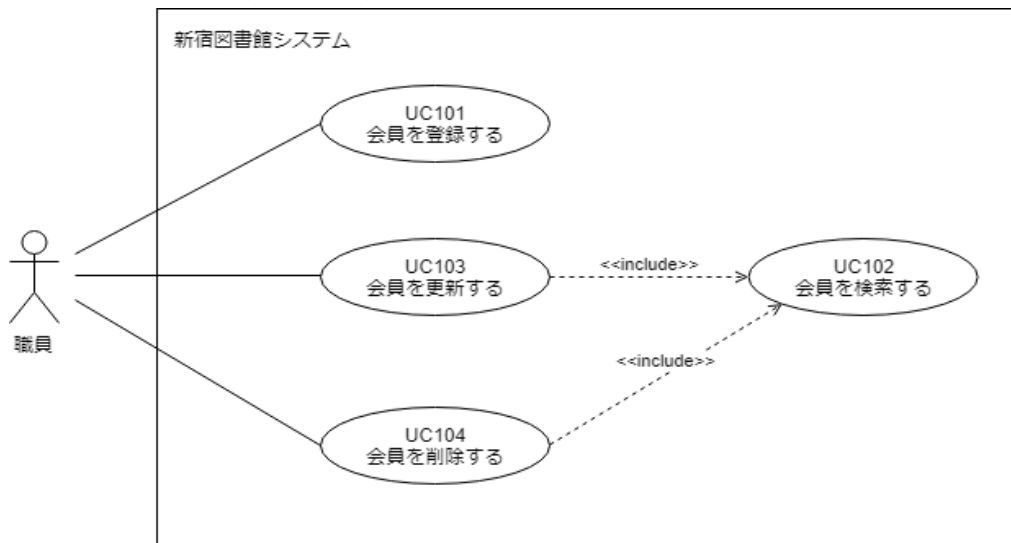 新宿図書館システム
UC101
会員を登録する
UC103
会員を更新する
<<include>>
UC102
会員を検索する
職員
<<include>>
UC104
会員を削除する